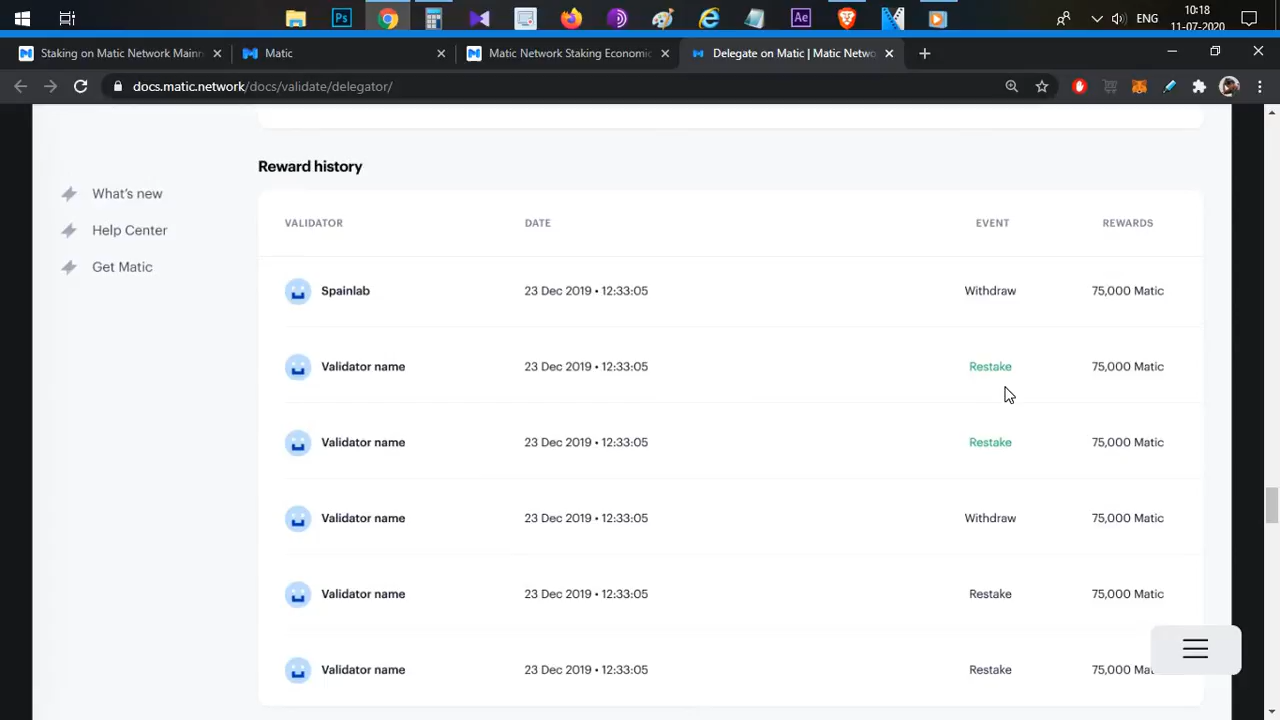 10:18
ENG
11-07-2020
Staking on Matic Network Mainn
Matic
Matic Network Staking Economic
Delegate on Matic | Matic Netwo
docs.matic.network/docs/validate/delegator/
Reward history
What's new
Help Center
Get Matic
VALIDATOR DATE EVENT REWARDS
Spainlab 23 Dec 2019 • 12:33:05 Withdraw 75,000 Matic
Validator name 23 Dec 2019 • 12:33:05 Restake 75,000 Matic
Validator name 23 Dec 2019 • 12:33:05 Restake 75,000 Matic
Validator name 23 Dec 2019 • 12:33:05 Withdraw 75,000 Matic
Validator name 23 Dec 2019 • 12:33:05 Restake 75,000 Matic
Validator name 23 Dec 2019 • 12:33:05 Restake 75,000 Mat